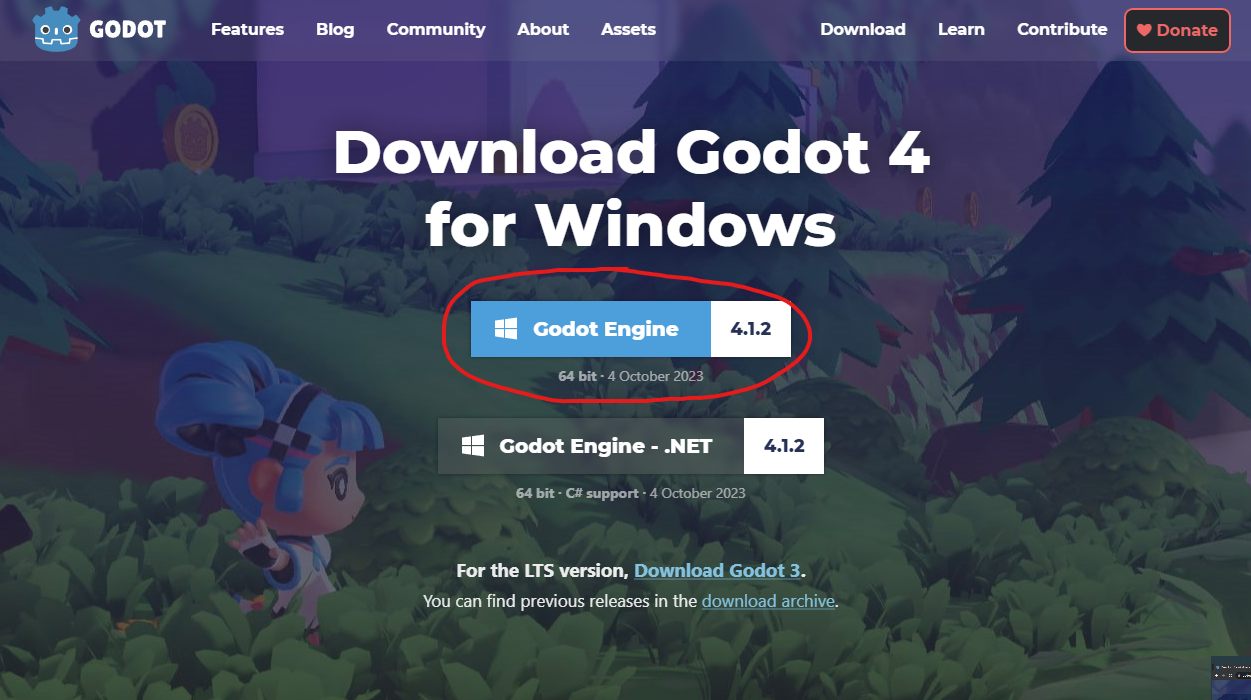 GODOT Features Blog Community About Assets Download Learn Contribute Donate
Download Godot 4
for Windows
Godot Engine 4.1.2
64 bit · 4 October 2023
Godot Engine - .NET 4.1.2
64 bit · C# support · 4 October 2023
For the LTS version, Download Godot 3.
You can find previous releases in the download archive.